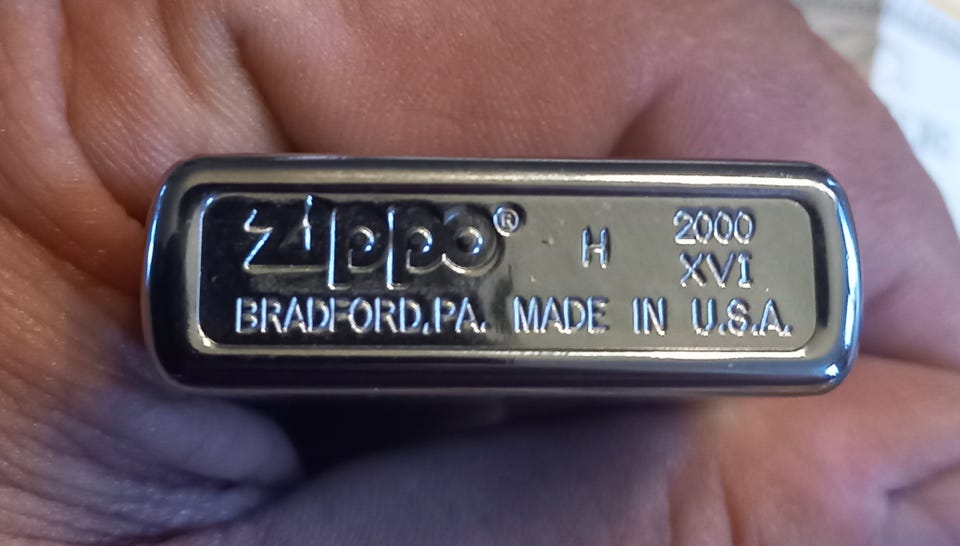 Zippo® H 2000
XVI
BRADFORD,PA. MADE IN U.S.A.